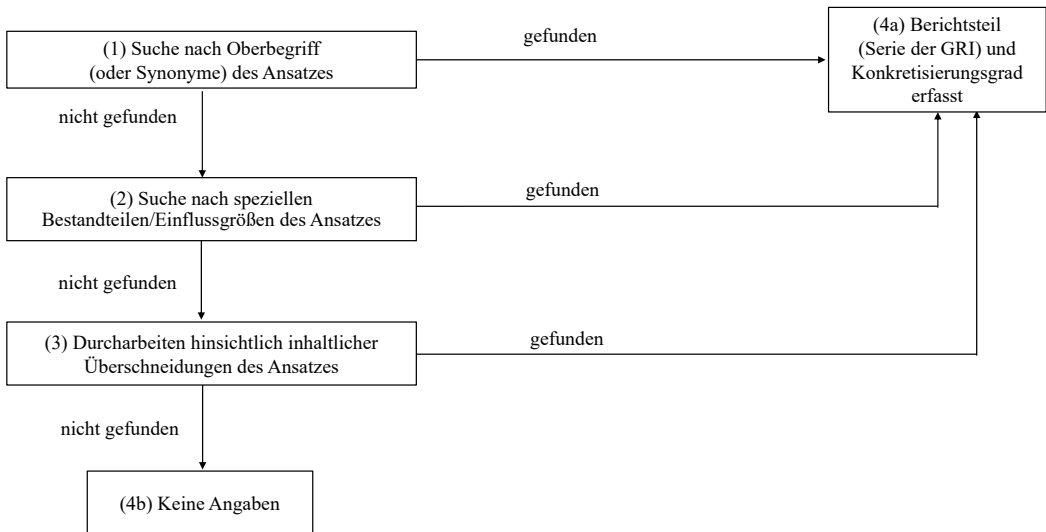 (1) Suche nach Oberbegriff
(oder Synonyme) des Ansatzes
gefunden
(4a) Berichtsteil
(Serie der GRI) und
Konkretisierungsgrad
erfasst
nicht gefunden
(2) Suche nach speziellen
Bestandteilen/Einflussgrößen des Ansatzes
gefunden
nicht gefunden
(3) Durcharbeiten hinsichtlich inhaltlicher
Überschneidungen des Ansatzes
gefunden
nicht gefunden
(4b) Keine Angaben